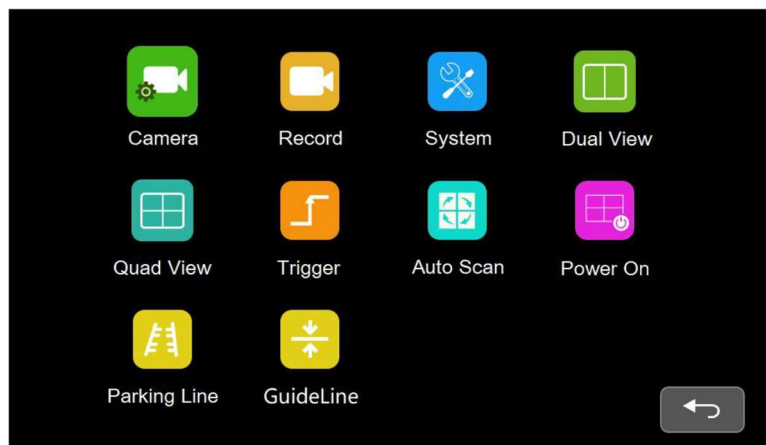 Camera Record System Dual View
Quad View Trigger Auto Scan Power On
Parking Line GuideLine